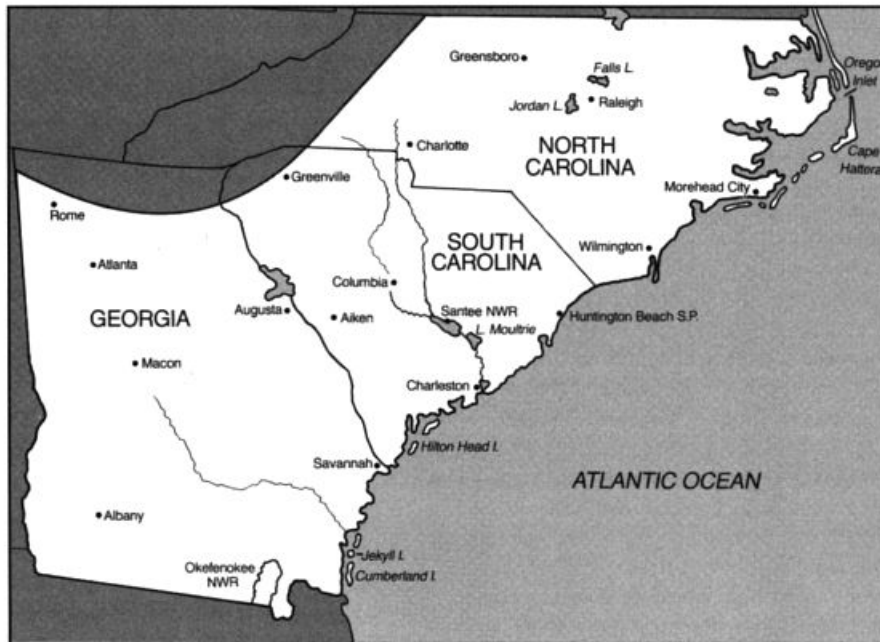 Greensboro
Falls L.
Oregon
Inlet
Jordan L.
Raleigh
Charlotte
NORTH
CAROLINA
Cape
Hattera
Greenville
Morehead City
Rome
SOUTH
CAROLINA
Wilmington
Atlanta
Columbia
Augusta
Aiken
Santee NWR
Huntington Beach S.P.
GEORGIA
L. Moultrie
Macon
Charleston
Hilton Head I.
Savannah
ATLANTIC OCEAN
Albany
Okefenokee
NWR
Jekyll I.
Cumberland I.